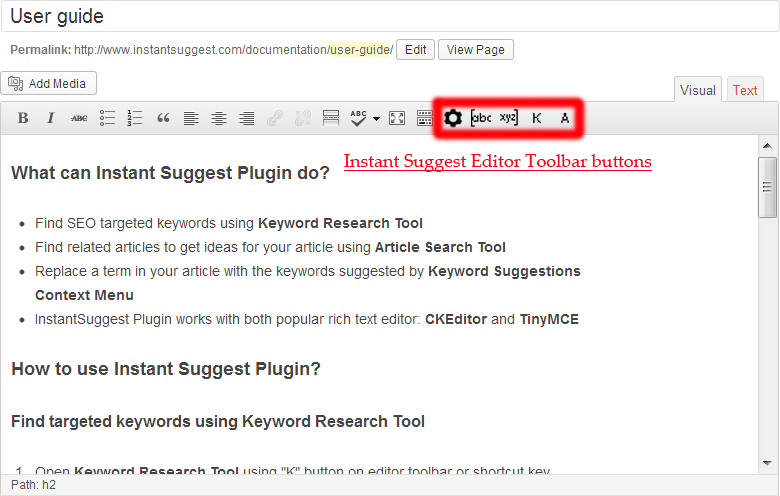 User guide
Permalink: http://www.instantsuggest.com/documentation/user-guide/ Edit View Page
Add Media
Visual Text
B I ABC 1 2 3 ABC [abc xyz] K A
Instant Suggest Editor Toolbar buttons
What can Instant Suggest Plugin do?
Find SEO targeted keywords using Keyword Research Tool
Find related articles to get ideas for your article using Article Search Tool
Replace a term in your article with the keywords suggested by Keyword Suggestions
Context Menu
InstantSuggest Plugin works with both popular rich text editor: CKEditor and TinyMCE
How to use Instant Suggest Plugin?
Find targeted keywords using Keyword Research Tool
1. Open Keyword Research Tool using "K" button on editor toolbar or shortcut key
Path: h2